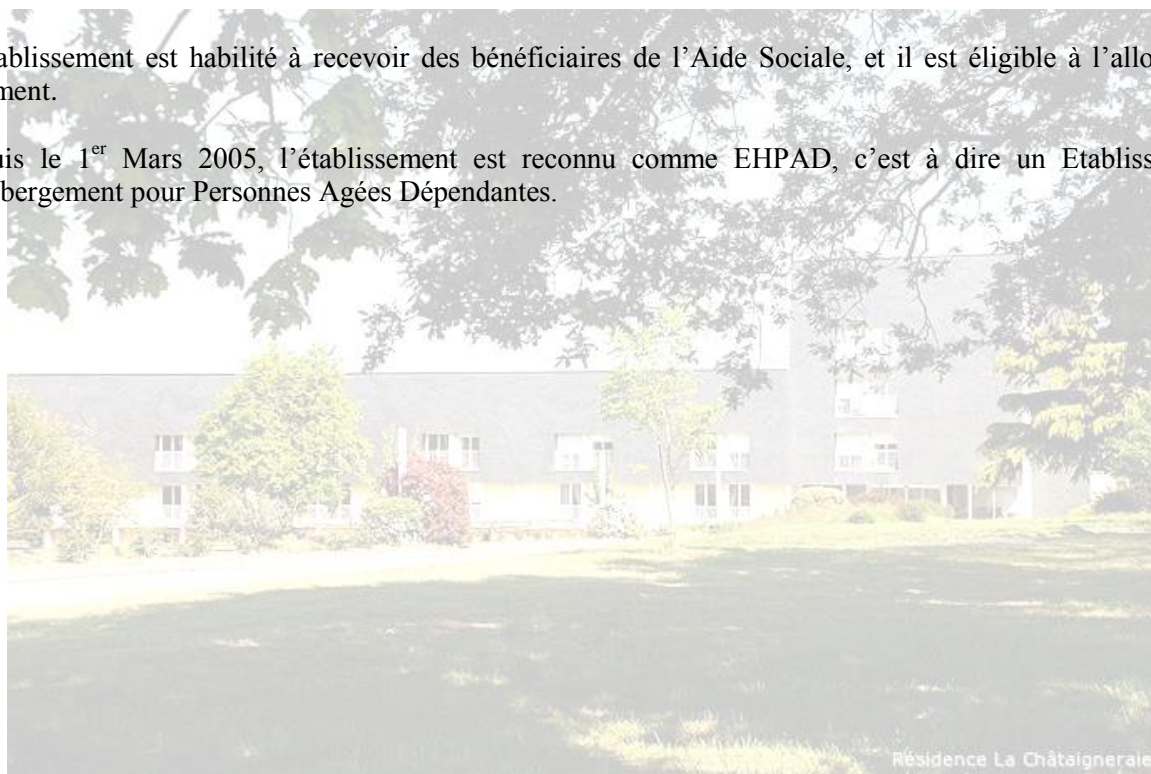 ablissement est habilité à recevoir des bénéficiaires de l’Aide Sociale, et il est éligible à l’allo
ment.
uis le 1er Mars 2005, l’établissement est reconnu comme EHPAD, c’est à dire un Etabliss
bergement pour Personnes Agées Dépendantes.
Résidence La Châtaigneraie